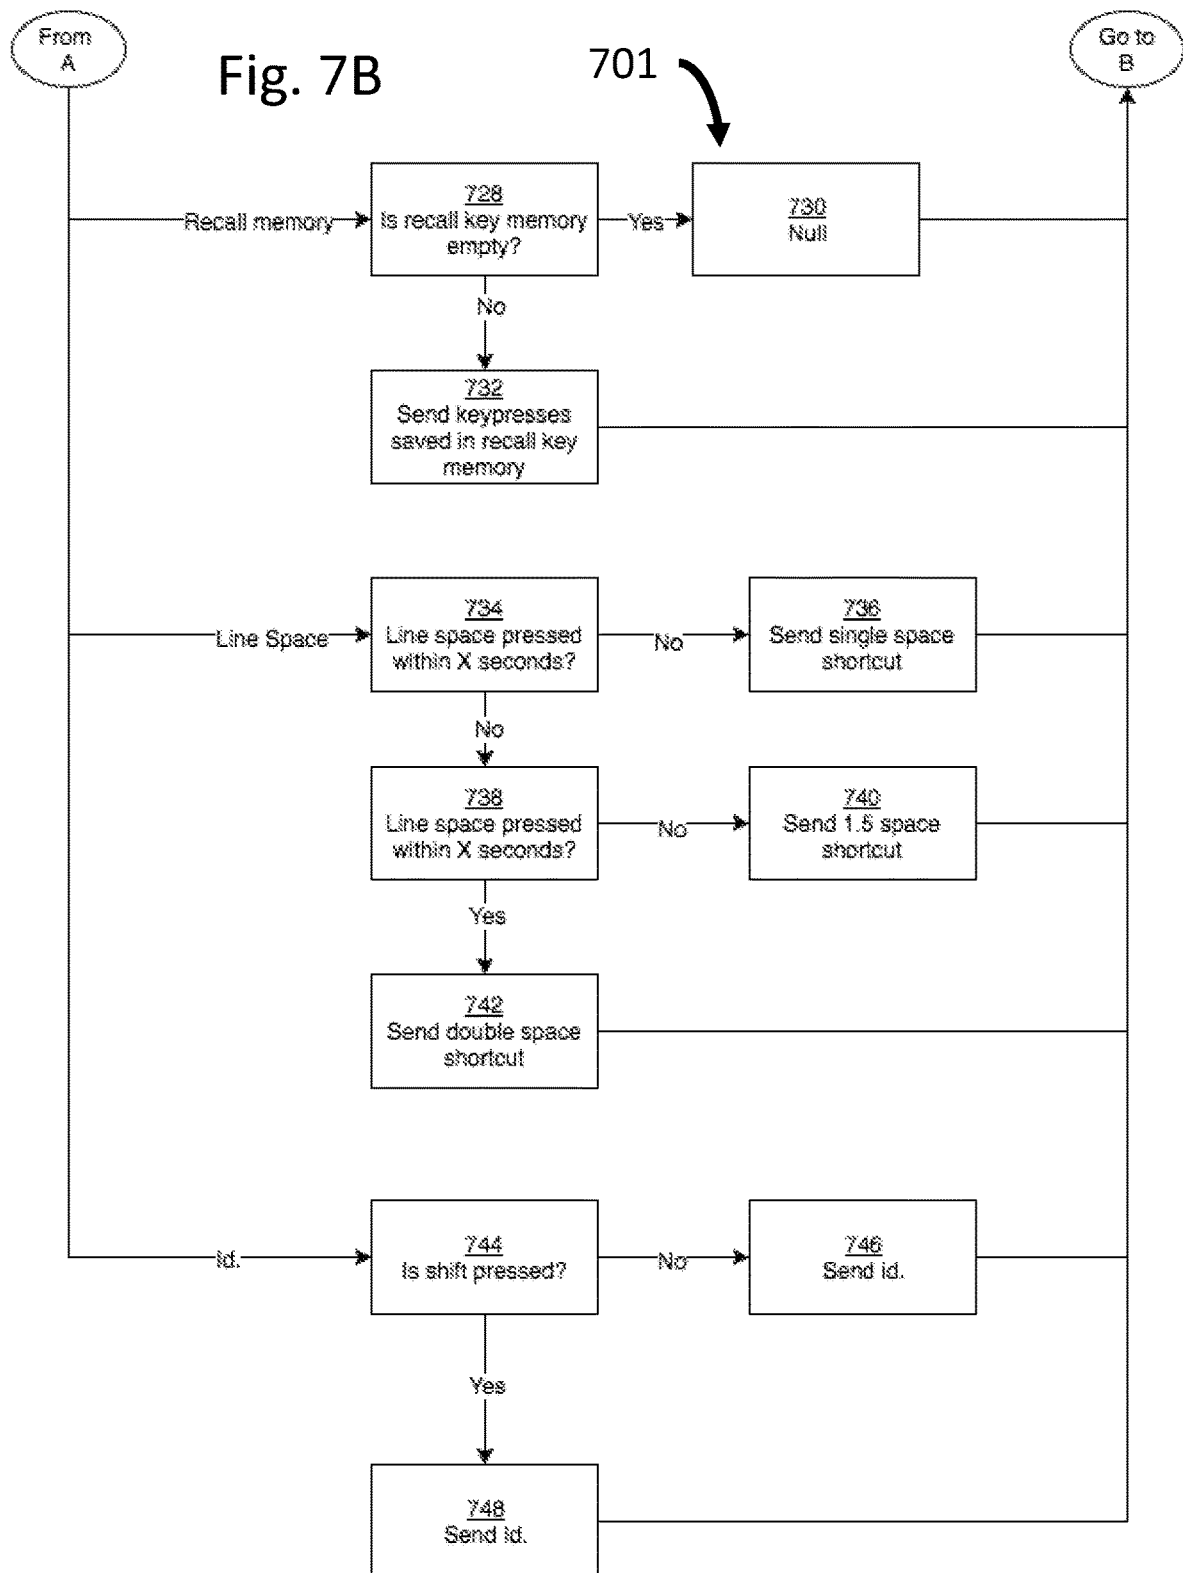 From
A
Fig. 7B
701
Go to
B
Recall memory
728
Is recall key memory
empty?
Yes
730
Null
No
732
Send keypresses
saved in recall key
memory
Line Space
734
Line space pressed
within X seconds?
No
736
Send single space
shortcut
No
738
Line space pressed
within X seconds?
No
740
Send 1.5 space
shortcut
Yes
742
Send double space
shortcut
Id.
744
Is shift pressed?
No
746
Send id.
Yes
748
Send Id.